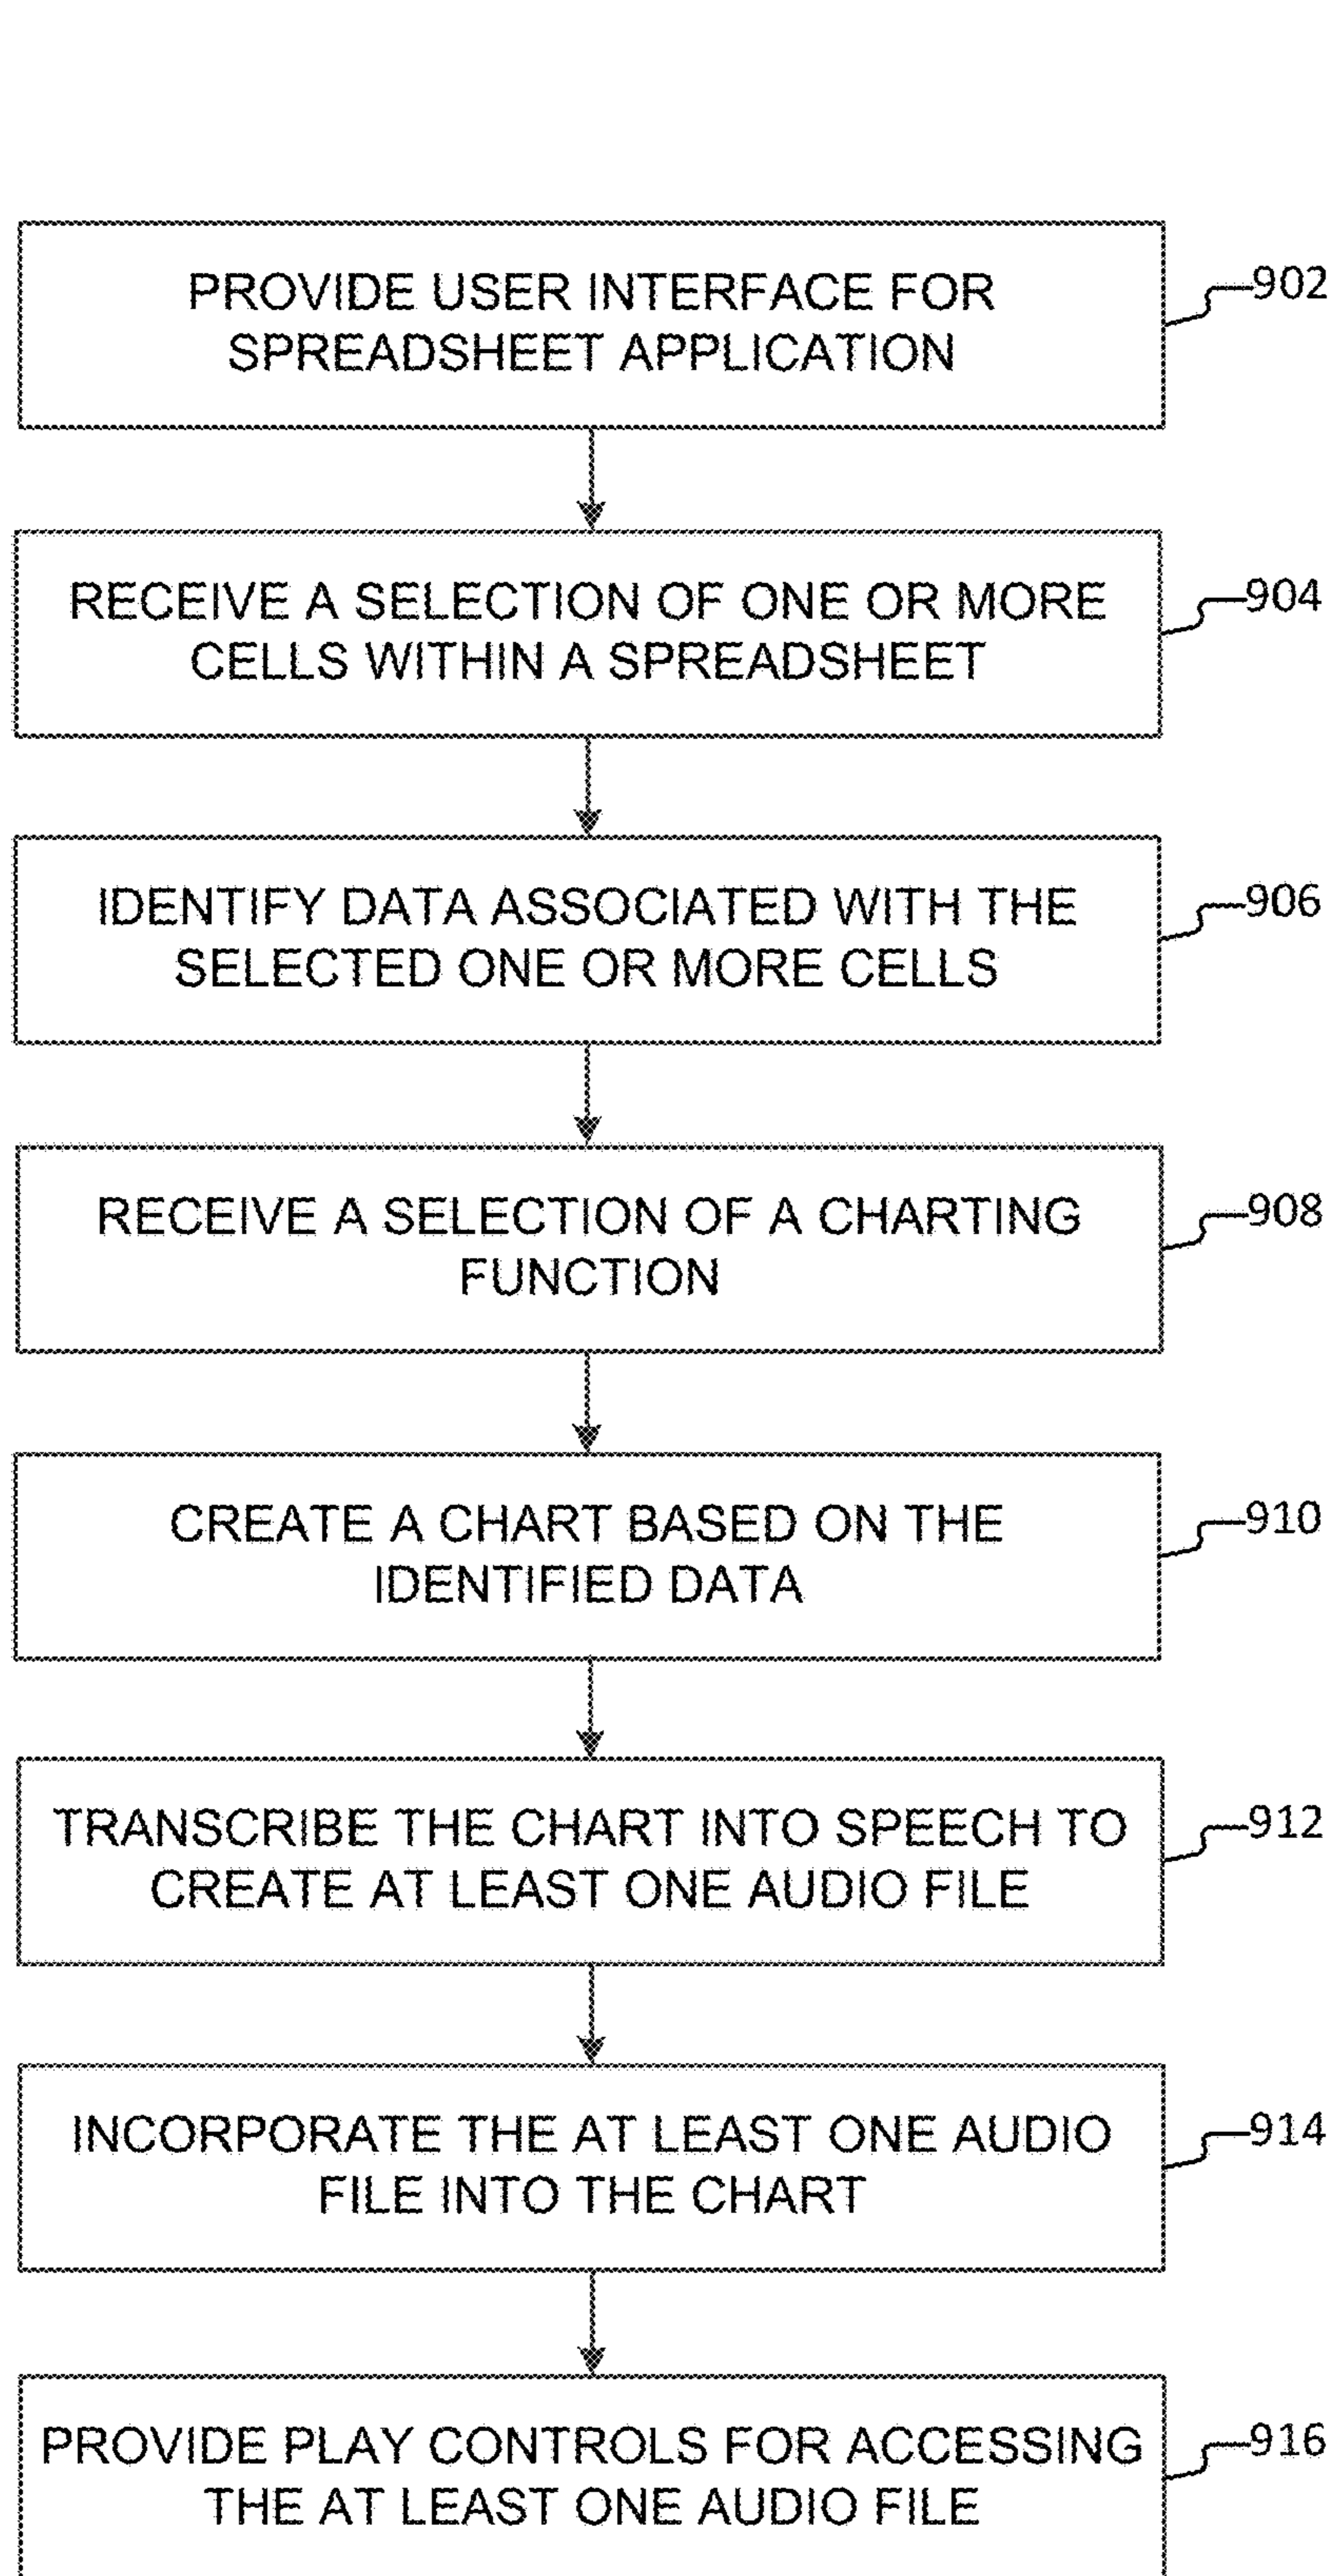 PROVIDE USER INTERFACE FOR
SPREADSHEET APPLICATION
902
RECEIVE A SELECTION OF ONE OR MORE
CELLS WITHIN A SPREADSHEET
904
IDENTIFY DATA ASSOCIATED WITH THE
SELECTED ONE OR MORE CELLS
906
RECEIVE A SELECTION OF A CHARTING
FUNCTION
908
CREATE A CHART BASED ON THE
IDENTIFIED DATA
910
TRANSCRIBE THE CHART INTO SPEECH TO
CREATE AT LEAST ONE AUDIO FILE
912
INCORPORATE THE AT LEAST ONE AUDIO
FILE INTO THE CHART
914
PROVIDE PLAY CONTROLS FOR ACCESSING
THE AT LEAST ONE AUDIO FILE
916